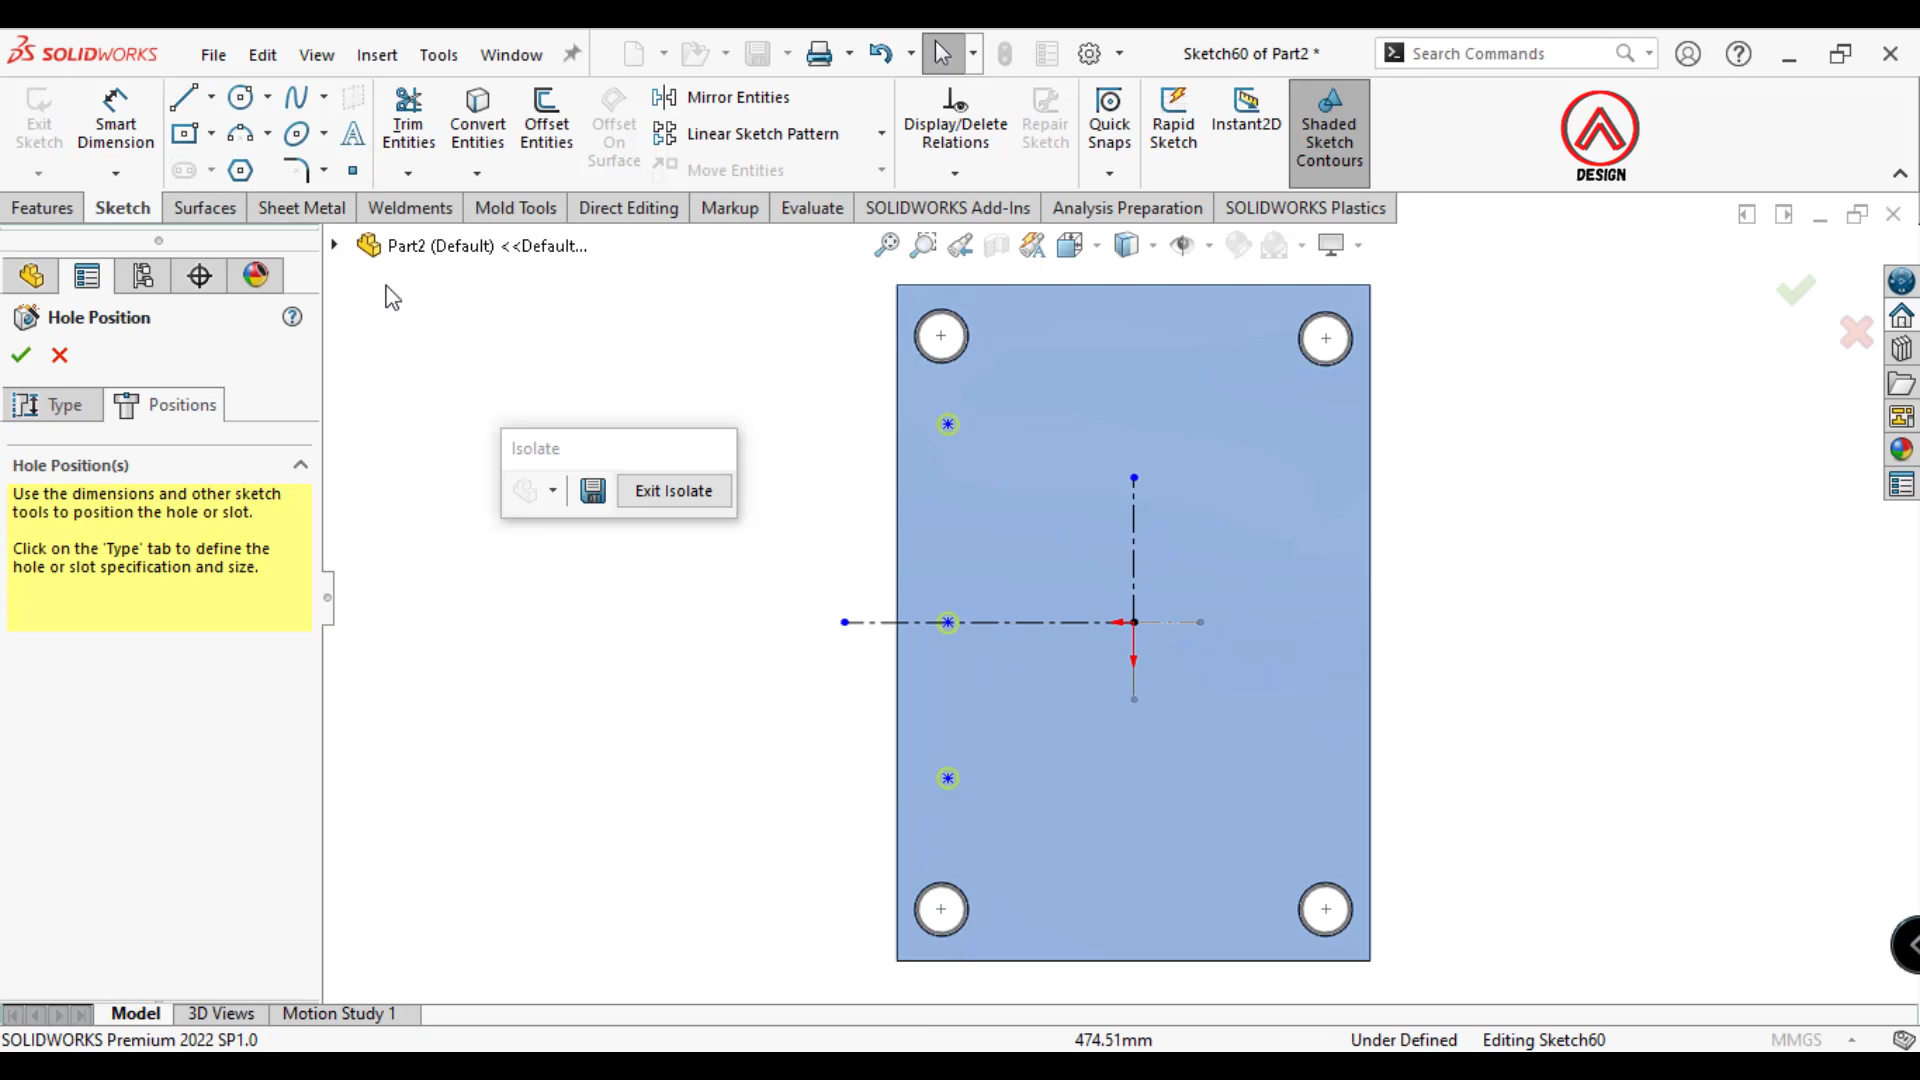 SOLIDWORKS File Edit View Insert Tools Window Sketch60 of Part2 * Search Commands
Exit Sketch
Smart Dimension
Trim Entities
Convert Entities
Offset Entities
Offset On Surface
Mirror Entities
Linear Sketch Pattern
Move Entities
Display/Delete Relations
Repair Sketch
Quick Snaps
Rapid Sketch
Instant2D
Shaded Sketch Contours
DESIGN
Features Sketch Surfaces Sheet Metal Weldments Mold Tools Direct Editing Markup Evaluate SOLIDWORKS Add-Ins Analysis Preparation SOLIDWORKS Plastics
Part2 (Default) <<Default...
Hole Position
Type Positions
Hole Position(s)
Use the dimensions and other sketch
tools to position the hole or slot.
Click on the 'Type' tab to define the
hole or slot specification and size.
Isolate
Exit Isolate
Model 3D Views Motion Study 1
SOLIDWORKS Premium 2022 SP1.0 474.51mm Under Defined Editing Sketch60 MMGS